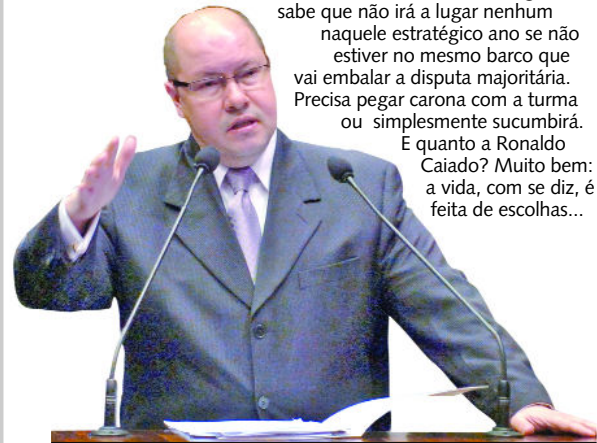 sabe que não irá a lugar nenhum
naquele estratégico ano se não
estiver no mesmo barco que
vai embalar a disputa majoritária.
Precisa pegar carona com a turma
ou simplesmente sucumbirá.
E quanto a Ronaldo
Caiado? Muito bem:
a vida, com se diz, é
feita de escolhas...